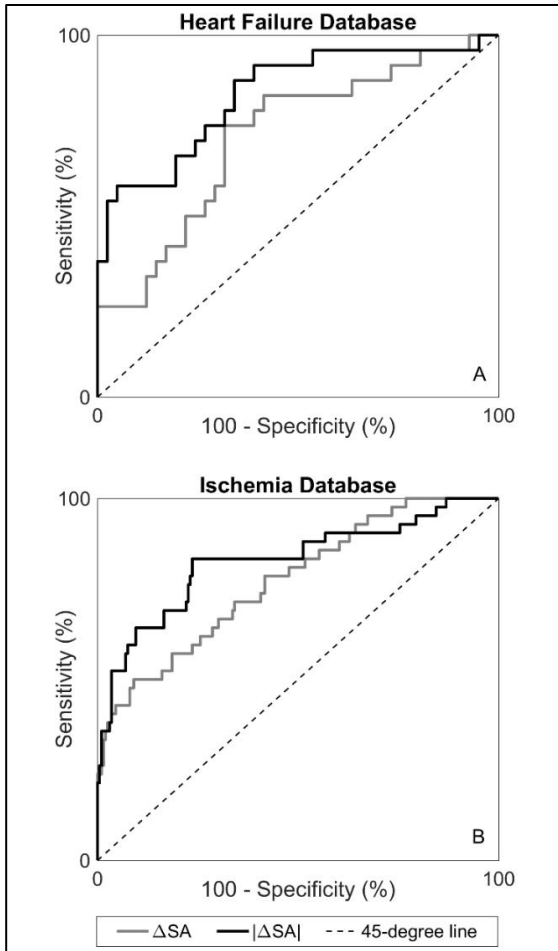 Heart Failure Database
100
Sensitivity (%)
A
0
0
100
100 - Specificity (%)
Ischemia Database
100
Sensitivity (%)
B
0
0
100
100 - Specificity (%)
ΔSA |ΔSA| 45-degree line